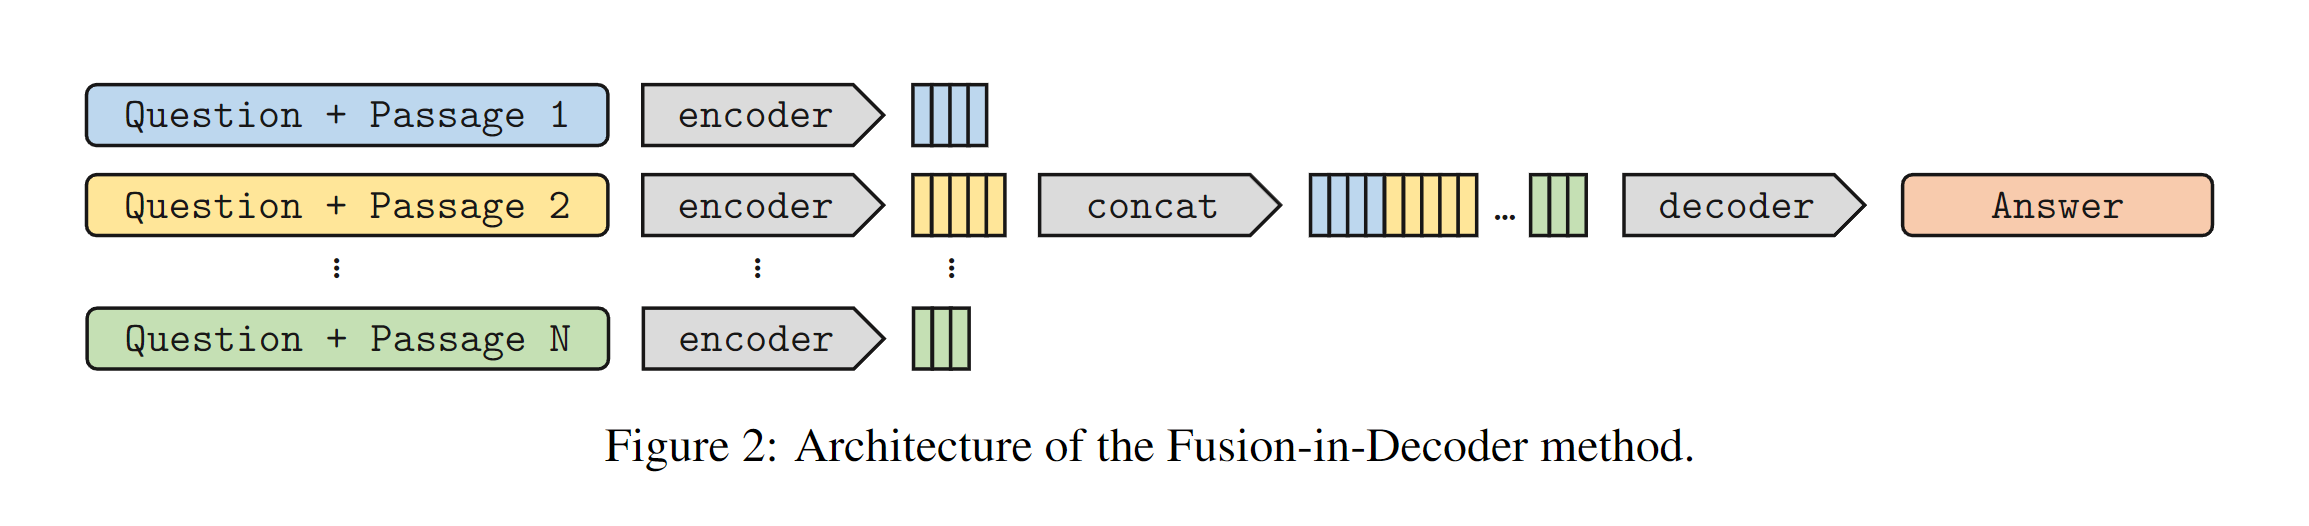 Question + Passage 1
encoder
Question + Passage 2
encoder
concat
…
decoder
Answer
⋮
⋮
⋮
Question + Passage N
encoder
Figure 2: Architecture of the Fusion-in-Decoder method.